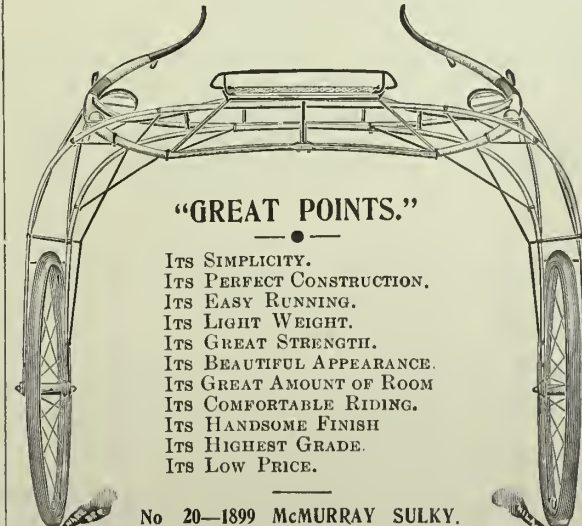 “GREAT POINTS.”
ITS SIMPLICITY.
ITS PERFECT CONSTRUCTION.
ITS EASY RUNNING.
ITS LIGHT WEIGHT.
ITS GREAT STRENGTH.
ITS BEAUTIFUL APPEARANCE.
ITS GREAT AMOUNT OF ROOM
ITS COMFORTABLE RIDING.
ITS HANDSOME FINISH
ITS HIGHEST GRADE.
ITS LOW PRICE.
No 20—1899 McMURRAY SULKY.